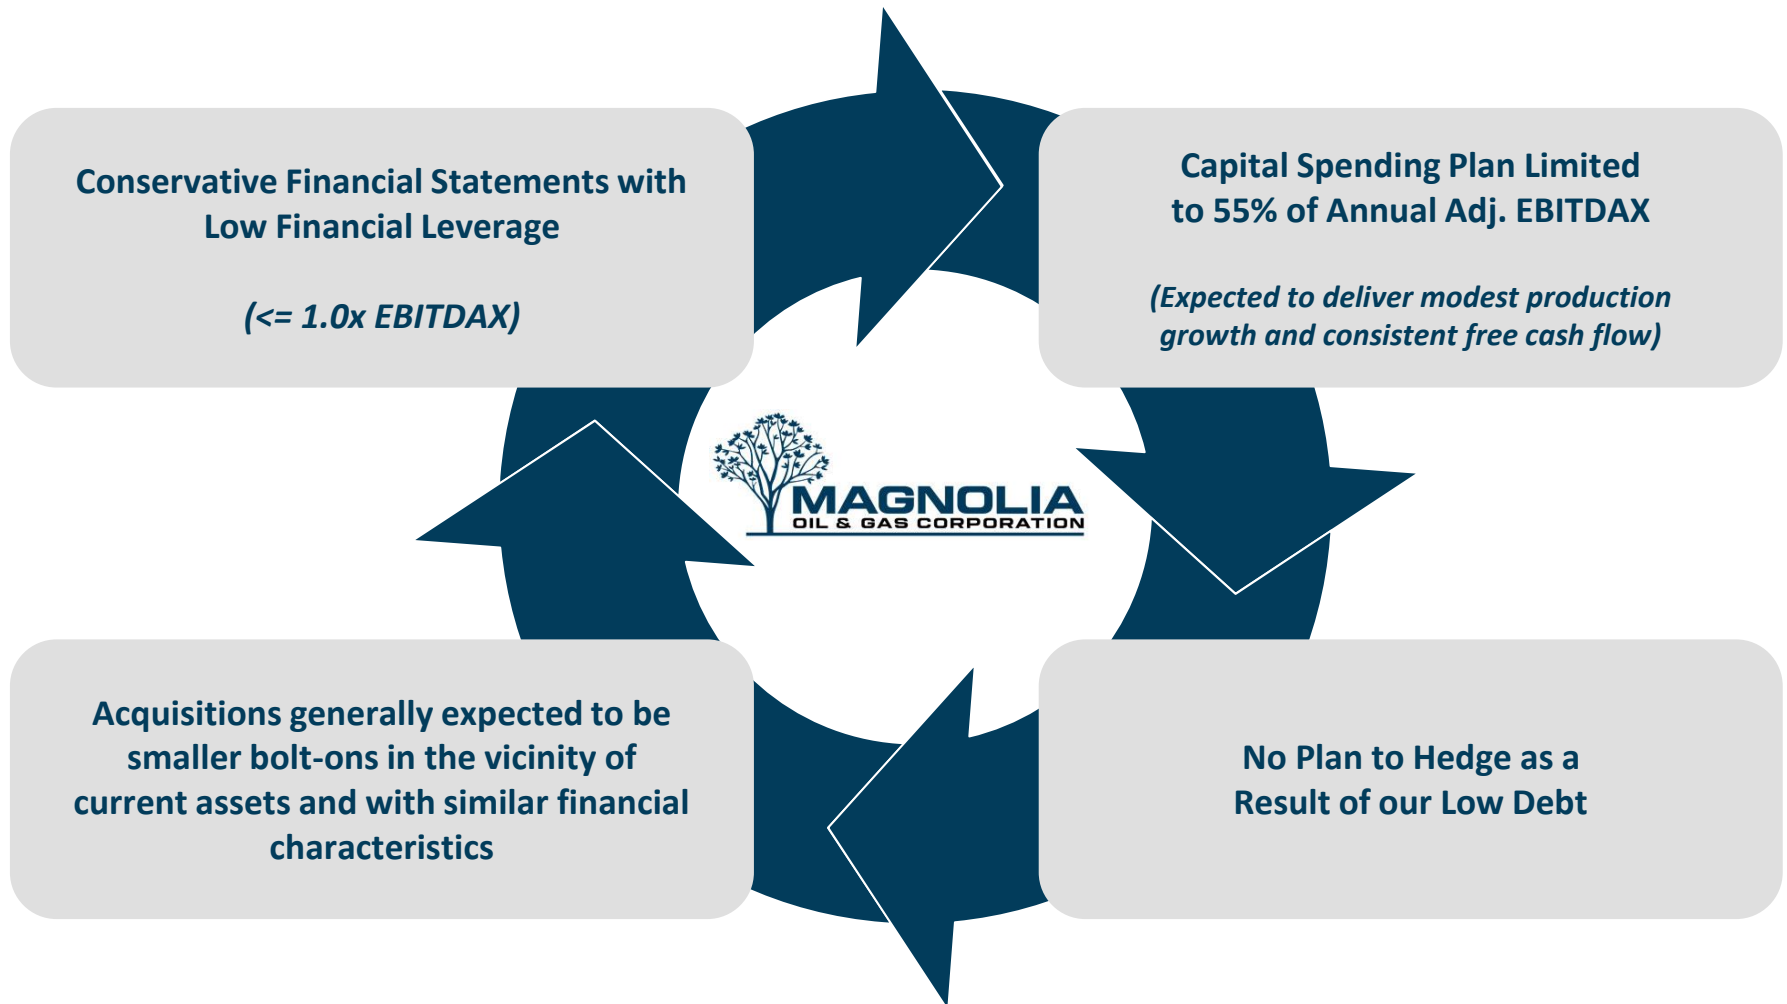 Conservative Financial Statements with
Low Financial Leverage
(<= 1.0x EBITDAX)
Capital Spending Plan Limited
to 55% of Annual Adj. EBITDAX
(Expected to deliver modest production
growth and consistent free cash flow)
MAGNOLIA
OIL & GAS CORPORATION
Acquisitions generally expected to be
smaller bolt-ons in the vicinity of
current assets and with similar financial
characteristics
No Plan to Hedge as a
Result of our Low Debt